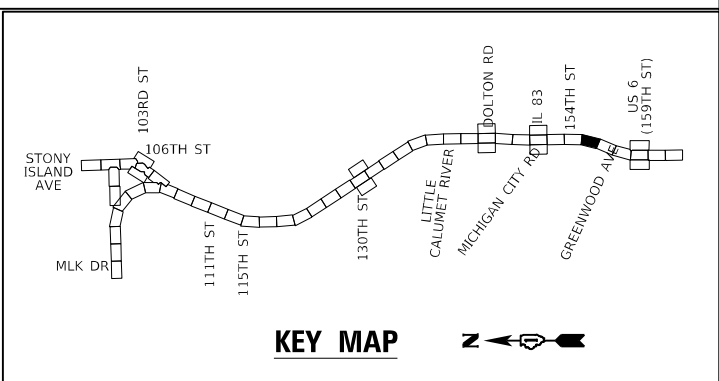 103RD ST
106TH ST
STONY
ISLAND
AVE
MLK DR
111TH ST
115TH ST
130TH ST
LITTLE
CALUMET RIVER
DOLTON RD
MICHIGAN CITY RD
IL 83
154TH ST
GREENWOOD AVE
US 6
(159TH ST)
KEY MAP
N